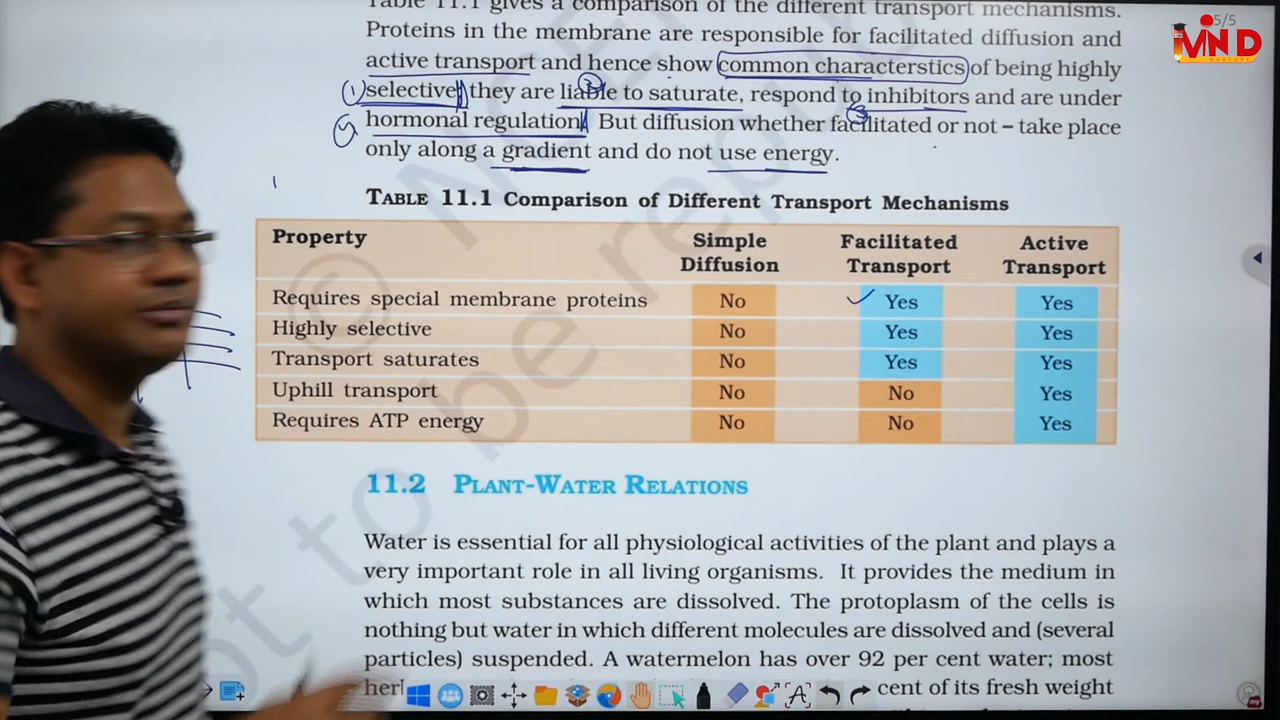 Table 11.1 gives a comparison of the different transport mechanisms.
Proteins in the membrane are responsible for facilitated diffusion and
active transport and hence show common characterstics of being highly
selective; they are liable to saturate, respond to inhibitors and are under
hormonal regulation. But diffusion whether facilitated or not – take place
only along a gradient and do not use energy.
TABLE 11.1 Comparison of Different Transport Mechanisms
Property Simple Diffusion Facilitated Transport Active Transport
Requires special membrane proteins No Yes Yes
Highly selective No Yes Yes
Transport saturates No Yes Yes
Uphill transport No No Yes
Requires ATP energy No No Yes
11.2 PLANT-WATER RELATIONS
Water is essential for all physiological activities of the plant and plays a
very important role in all living organisms. It provides the medium in
which most substances are dissolved. The protoplasm of the cells is
nothing but water in which different molecules are dissolved and (several
particles) suspended. A watermelon has over 92 per cent water; most
cent of its fresh weight
5/5
MIND